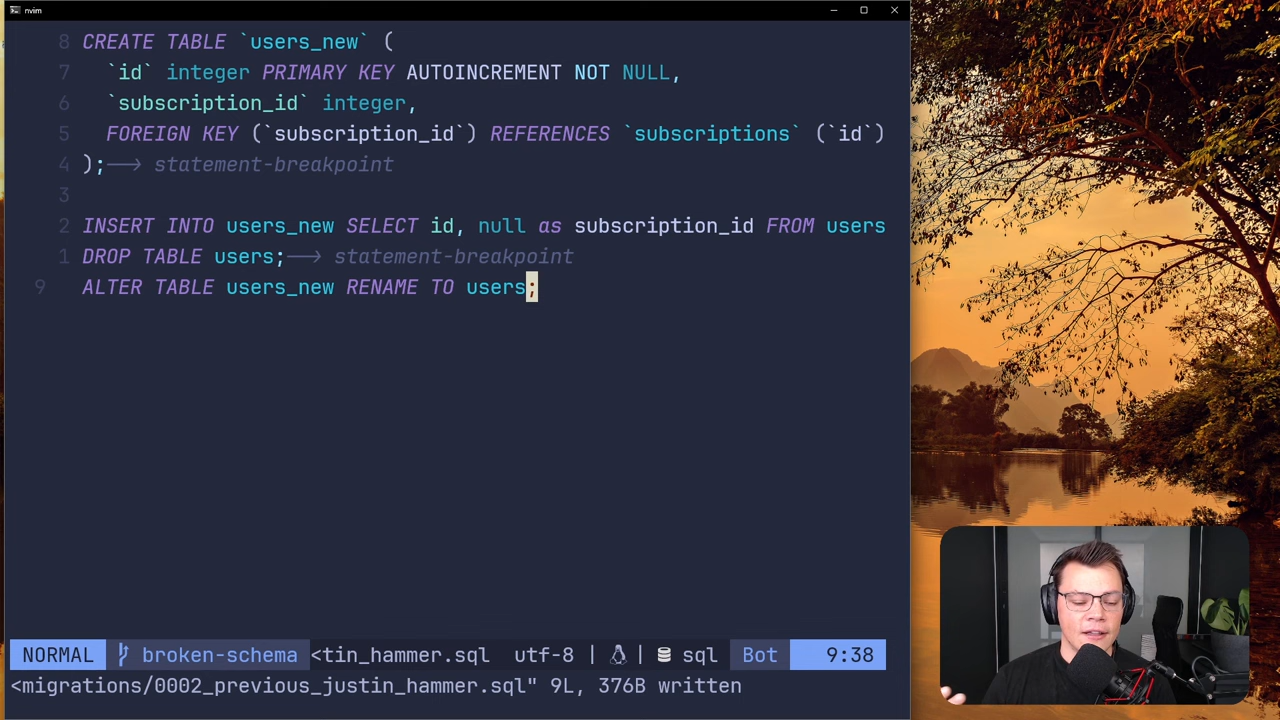 nvim
8 CREATE TABLE `users_new` (
7 `id` integer PRIMARY KEY AUTOINCREMENT NOT NULL,
6 `subscription_id` integer,
5 FOREIGN KEY (`subscription_id`) REFERENCES `subscriptions` (`id`)
4 );--> statement-breakpoint
3
2 INSERT INTO users_new SELECT id, null as subscription_id FROM users
1 DROP TABLE users;--> statement-breakpoint
9 ALTER TABLE users_new RENAME TO users;
NORMAL broken-schema <tin_hammer.sql utf-8 | | sql Bot 9:38
<migrations/0002_previous_justin_hammer.sql" 9L, 376B written